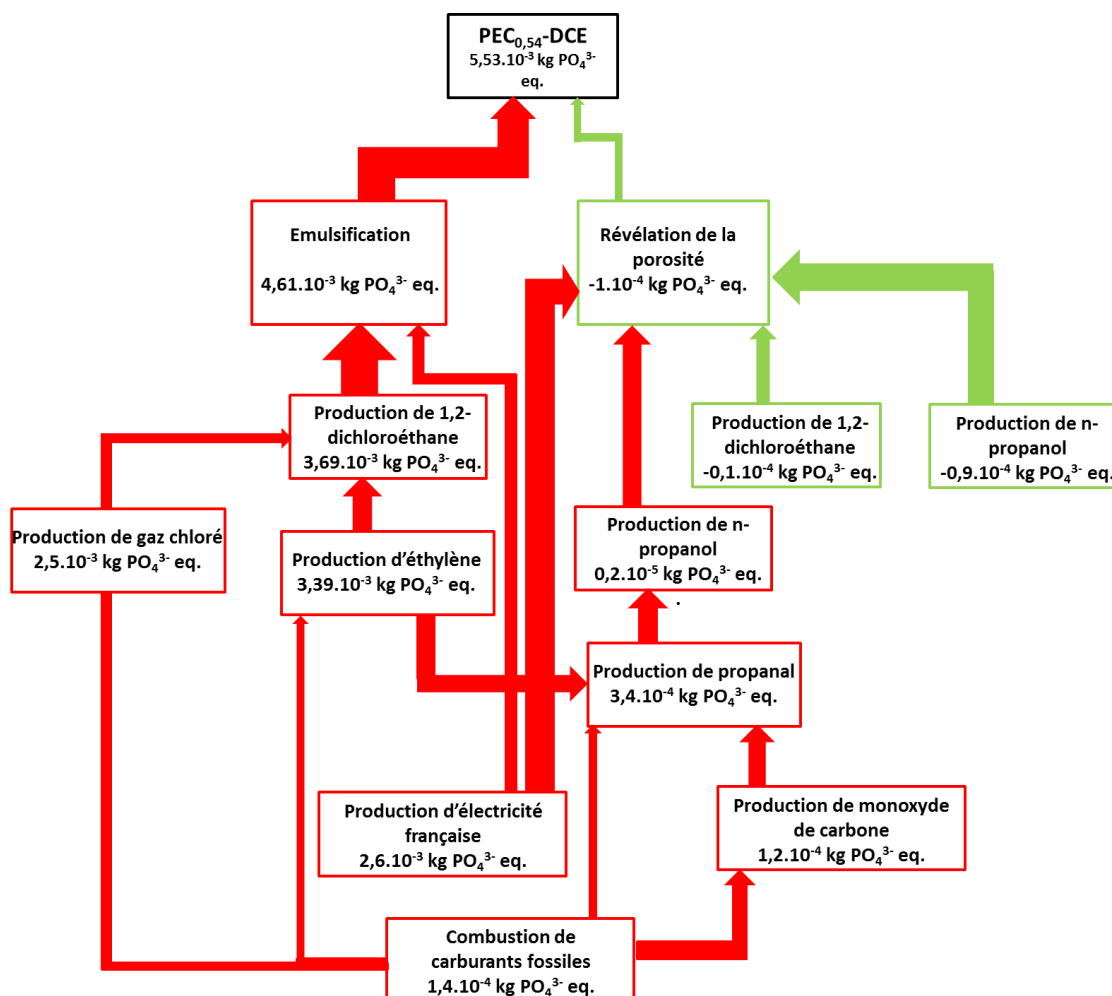 PEC₀,₅₄-DCE
5,53.10⁻³ kg PO₄³⁻
eq.
Emulsification
4,61.10⁻³ kg PO₄³⁻ eq.
Révélation de la
porosité
-1.10⁻⁴ kg PO₄³⁻ eq.
Production de 1,2-
dichloroéthane
3,69.10⁻³ kg PO₄³⁻ eq.
Production de 1,2-
dichloroéthane
-0,1.10⁻⁴ kg PO₄³⁻ eq.
Production de n-
propanol
-0,9.10⁻⁴ kg PO₄³⁻ eq.
Production de gaz chloré
2,5.10⁻³ kg PO₄³⁻ eq.
Production d’éthylène
3,39.10⁻³ kg PO₄³⁻ eq.
Production de n-
propanol
0,2.10⁻⁵ kg PO₄³⁻ eq.
.
Production de propanal
3,4.10⁻⁴ kg PO₄³⁻ eq.
Production d’électricité
française
2,6.10⁻³ kg PO₄³⁻ eq.
Production de monoxyde
de carbone
1,2.10⁻⁴ kg PO₄³⁻ eq.
Combustion de
carburants fossiles
1,4.10⁻⁴ kg PO₄³⁻ eq.